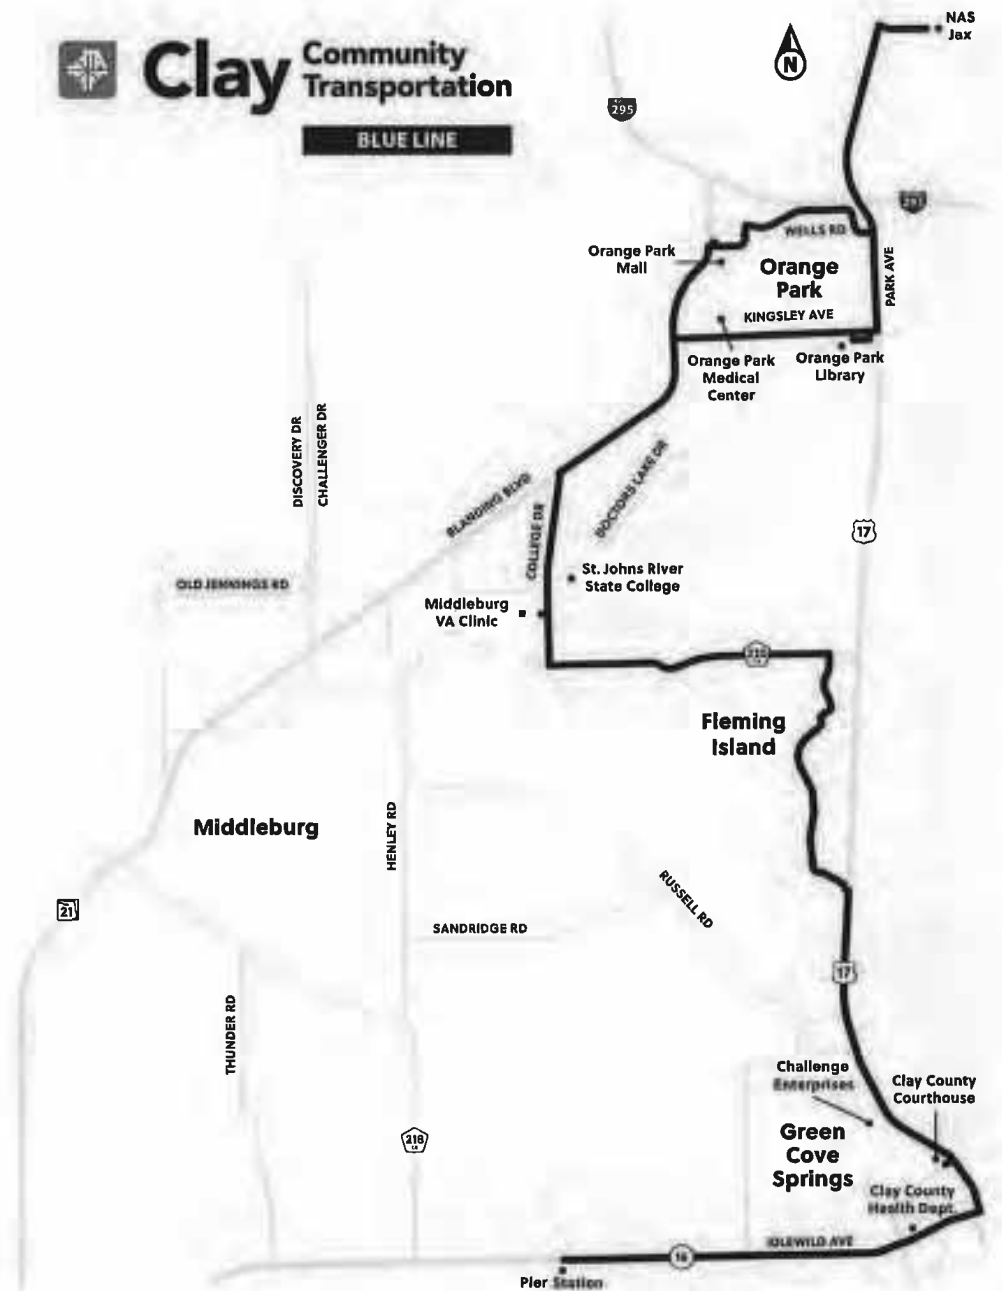 NAS
Jax
Clay Community
Transportation
BLUE LINE
N
295
WELLS RD
Orange Park
Mall
Orange
Park
PARK AVE
KINGSLEY AVE
Orange Park
Medical
Center
Orange Park
Library
DISCOVERY DR
CHALLENGER DR
BLANDING BLVD
COLLEGE DR
DOCTORS LAKE DR
17
OLD JENNINGS RD
St. Johns River
State College
Middleburg
VA Clinic
Fleming
Island
Middleburg
HENLEY RD
RUSSELL RD
21
SANDRIDGE RD
17
THUNDER RD
Challenge
Enterprises
Clay County
Courthouse
218
Green
Cove
Springs
Clay County
Health Dept.
IDLEWILD AVE
16
Pier Station